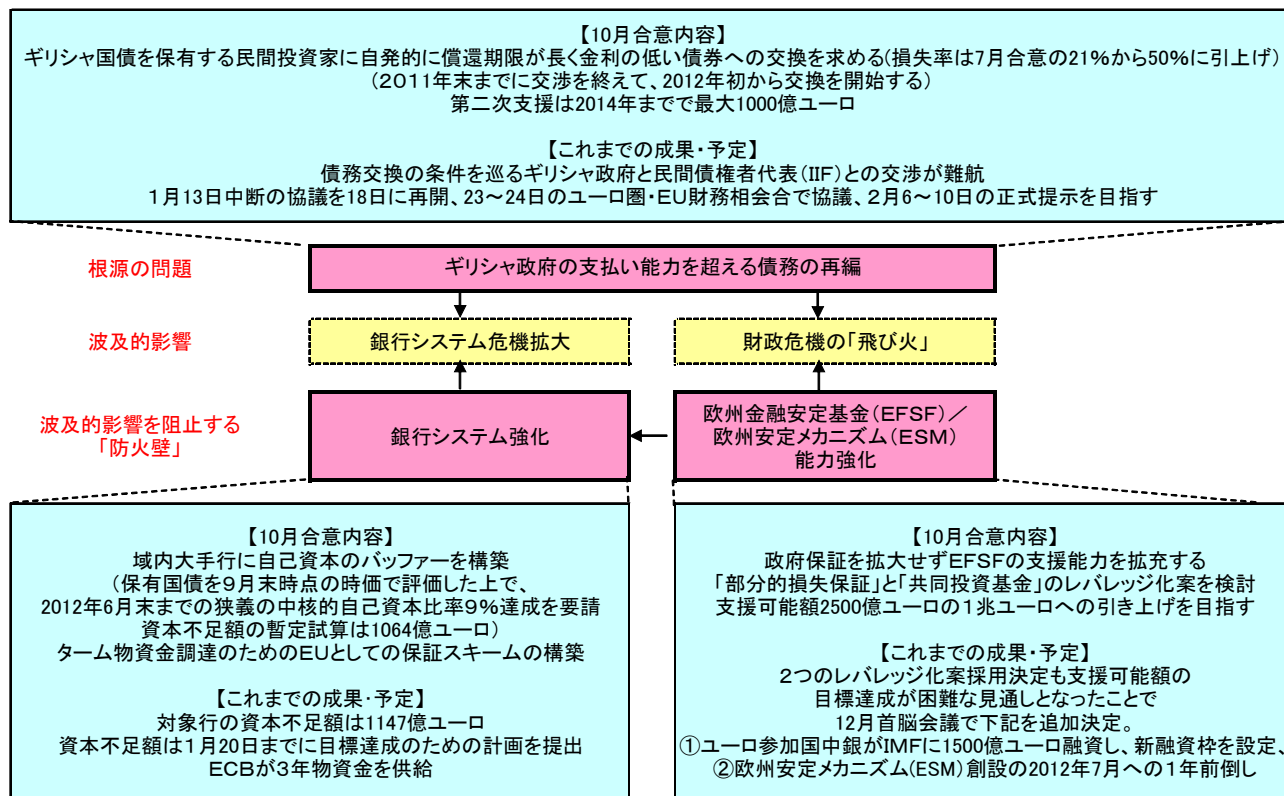 【10月合意内容】
ギリシャ国債を保有する民間投資家に自発的に償還期限が長く金利の低い債券への交換を求める(損失率は7月合意の21%から50%に引上げ)
(2011年末までに交渉を終えて、2012年初から交換を開始する)
第二次支援は2014年までで最大1000億ユーロ
【これまでの成果・予定】
債務交換の条件を巡るギリシャ政府と民間債権者代表(IIF)との交渉が難航
1月13日中断の協議を18日に再開、23～24日のユーロ圏・EU財務相会合で協議、2月6～10日の正式提示を目指す
根源の問題
ギリシャ政府の支払い能力を超える債務の再編
波及的影響
銀行システム危機拡大
財政危機の「飛び火」
波及的影響を阻止する
「防火壁」
銀行システム強化
欧州金融安定基金(EFSF)／
欧州安定メカニズム(ESM)
能力強化
【10月合意内容】
域内大手行に自己資本のバッファーを構築
(保有国債を9月末時点の時価で評価した上で、
2012年6月末までの狭義の中核的自己資本比率9%達成を要請
資本不足額の暫定試算は1064億ユーロ)
ターム物資金調達のためのEUとしての保証スキームの構築
【これまでの成果・予定】
対象行の資本不足額は1147億ユーロ
資本不足額は1月20日までに目標達成のための計画を提出
ECBが3年物資金を供給
【10月合意内容】
政府保証を拡大せずEFSFの支援能力を拡充する
「部分的損失保証」と「共同投資基金」のレバレッジ化案を検討
支援可能額2500億ユーロの1兆ユーロへの引き上げを目指す
【これまでの成果・予定】
2つのレバレッジ化案採用決定も支援可能額の
目標達成が困難な見通しとなったことで
12月首脳会議で下記を追加決定。
①ユーロ参加国中銀がIMFに1500億ユーロ融資し、新融資枠を設定、
②欧州安定メカニズム(ESM)創設の2012年7月への1年前倒し